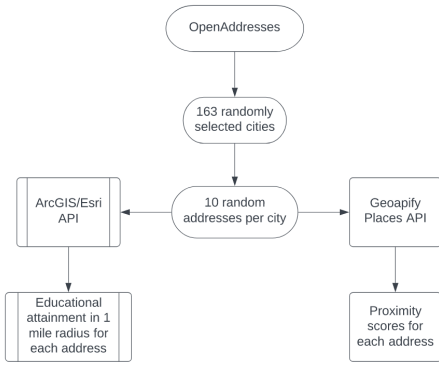 OpenAddresses
163 randomly
selected cities
ArcGIS/Esri
API
10 random
addresses per city
Geoapify
Places API
Educational
attainment in 1
mile radius for
each address
Proximity
scores for
each address